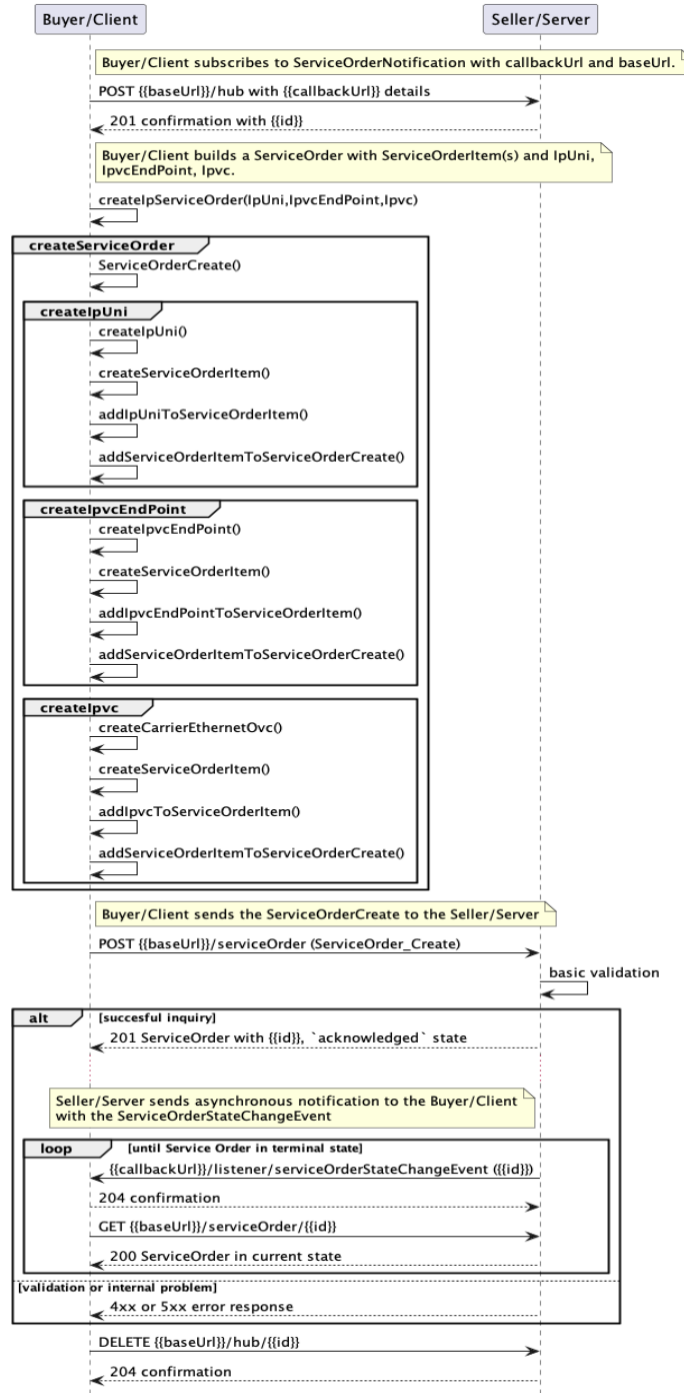 Buyer/Client
Seller/Server
Buyer/Client subscribes to ServiceOrderNotification with callbackUrl and baseUrl.
POST {{baseUrl}}/hub with {{callbackUrl}} details
201 confirmation with {{id}}
Buyer/Client builds a ServiceOrder with ServiceOrderItem(s) and IpUni,
IpvcEndPoint, Ipvc.
createIpServiceOrder(IpUni,IpvcEndPoint,Ipvc)
createServiceOrder
ServiceOrderCreate()
createIpUni
createIpUni()
createServiceOrderItem()
addIpUniToServiceOrderItem()
addServiceOrderItemToServiceOrderCreate()
createIpvcEndPoint
createIpvcEndPoint()
createServiceOrderItem()
addIpvcEndPointToServiceOrderItem()
addServiceOrderItemToServiceOrderCreate()
createIpvc
createCarrierEthernetOvc()
createServiceOrderItem()
addIpvcToServiceOrderItem()
addServiceOrderItemToServiceOrderCreate()
Buyer/Client sends the ServiceOrderCreate to the Seller/Server
POST {{baseUrl}}/serviceOrder (ServiceOrder_Create)
basic validation
alt [succesful inquiry]
201 ServiceOrder with {{id}}, `acknowledged` state
Seller/Server sends asynchronous notification to the Buyer/Client
with the ServiceOrderStateChangeEvent
loop [until Service Order in terminal state]
{{callbackUrl}}/listener/serviceOrderStateChangeEvent ({{id}})
204 confirmation
GET {{baseUrl}}/serviceOrder/{{id}}
200 ServiceOrder in current state
[validation or internal problem]
4xx or 5xx error response
DELETE {{baseUrl}}/hub/{{id}}
204 confirmation